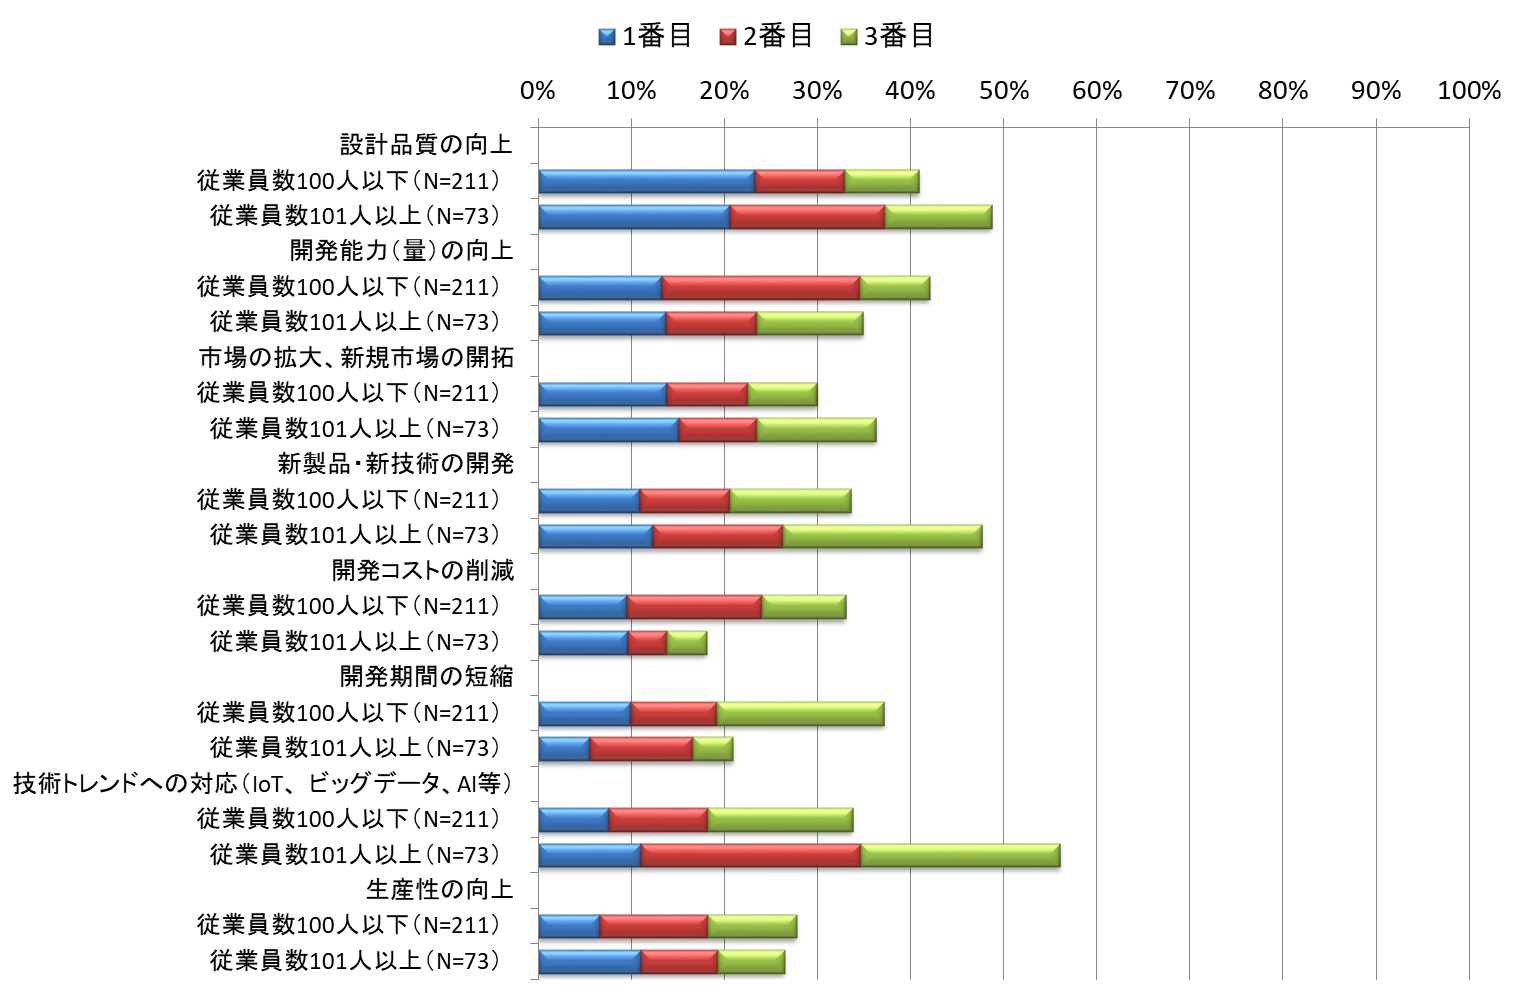 1番目 2番目 3番目
0% 10% 20% 30% 40% 50% 60% 70% 80% 90% 100%
設計品質の向上
従業員数100人以下（N=211）
従業員数101人以上（N=73）
開発能力（量）の向上
従業員数100人以下（N=211）
従業員数101人以上（N=73）
市場の拡大、新規市場の開拓
従業員数100人以下（N=211）
従業員数101人以上（N=73）
新製品・新技術の開発
従業員数100人以下（N=211）
従業員数101人以上（N=73）
開発コストの削減
従業員数100人以下（N=211）
従業員数101人以上（N=73）
開発期間の短縮
従業員数100人以下（N=211）
従業員数101人以上（N=73）
技術トレンドへの対応（IoT、ビッグデータ、AI等）
従業員数100人以下（N=211）
従業員数101人以上（N=73）
生産性の向上
従業員数100人以下（N=211）
従業員数101人以上（N=73）